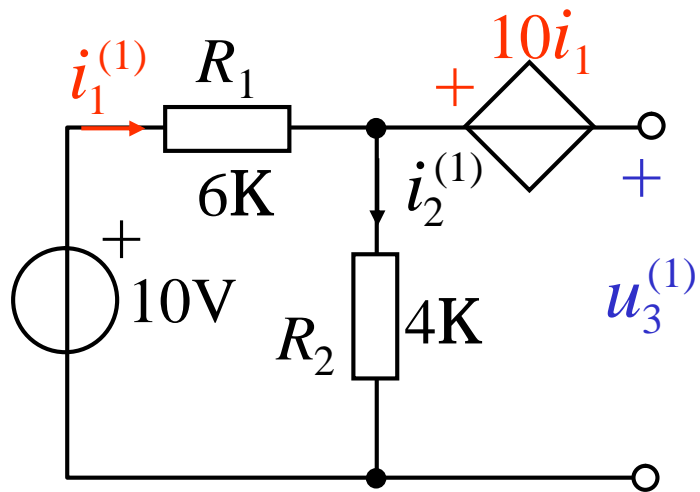 i₁⁽¹⁾
R₁
+
10i₁
6K
i₂⁽¹⁾
+
+
10V
R₂
4K
u₃⁽¹⁾